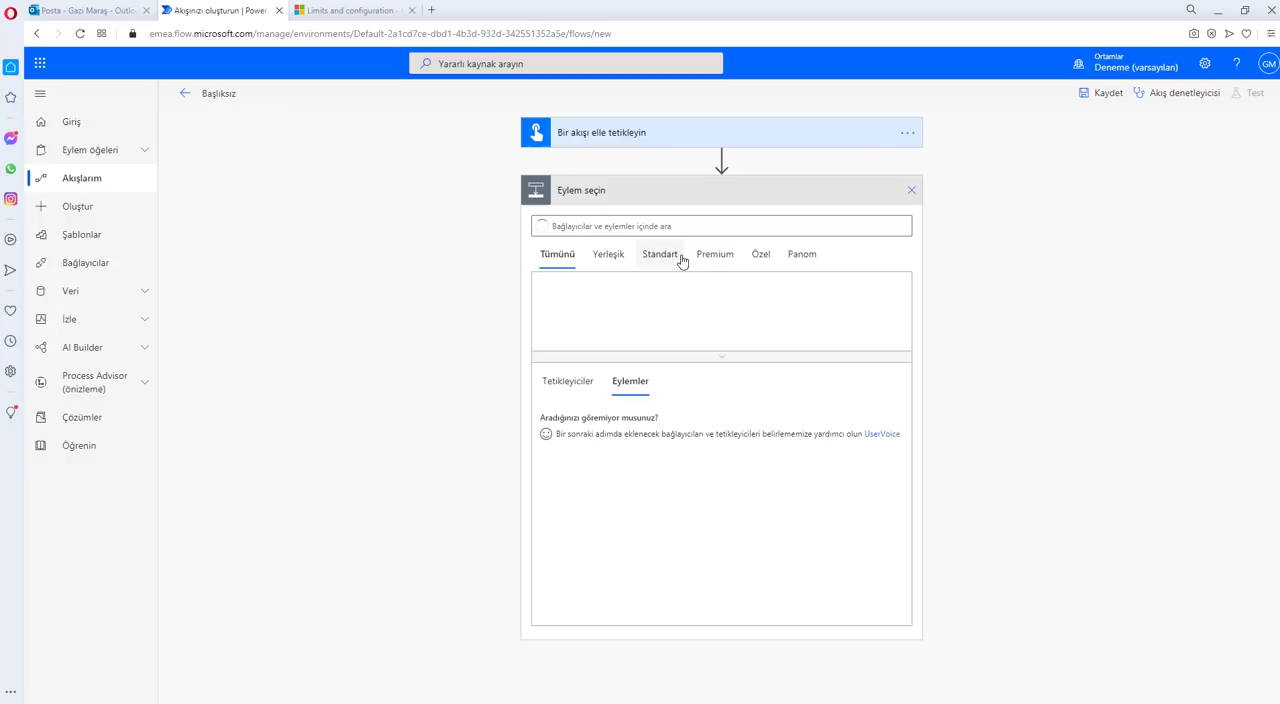 Posta - Gazi Maraş - Outlo
Akışınızı oluşturun | Power
Limits and configuration -
emea.flow.microsoft.com/manage/environments/Default-2a1cd7ce-dbd1-4b3d-932d-342551352a5e/flows/new
Yararlı kaynak arayın
Ortamlar
Deneme (varsayılan)
?
GM
Başlıksız
Kaydet
Akış denetleyicisi
Test
Giriş
Eylem öğeleri
Akışlarım
Oluştur
Şablonlar
Bağlayıcılar
Veri
İzle
AI Builder
Process Advisor
(önizleme)
Çözümler
Öğrenin
Bir akışı elle tetikleyin
Eylem seçin
Bağlayıcılar ve eylemler içinde ara
Tümünü Yerleşik Standart Premium Özel Panom
Tetikleyiciler Eylemler
Aradığınızı göremiyor musunuz?
Bir sonraki adımda eklenecek bağlayıcıları ve tetikleyicileri belirlememize yardımcı olun UserVoice